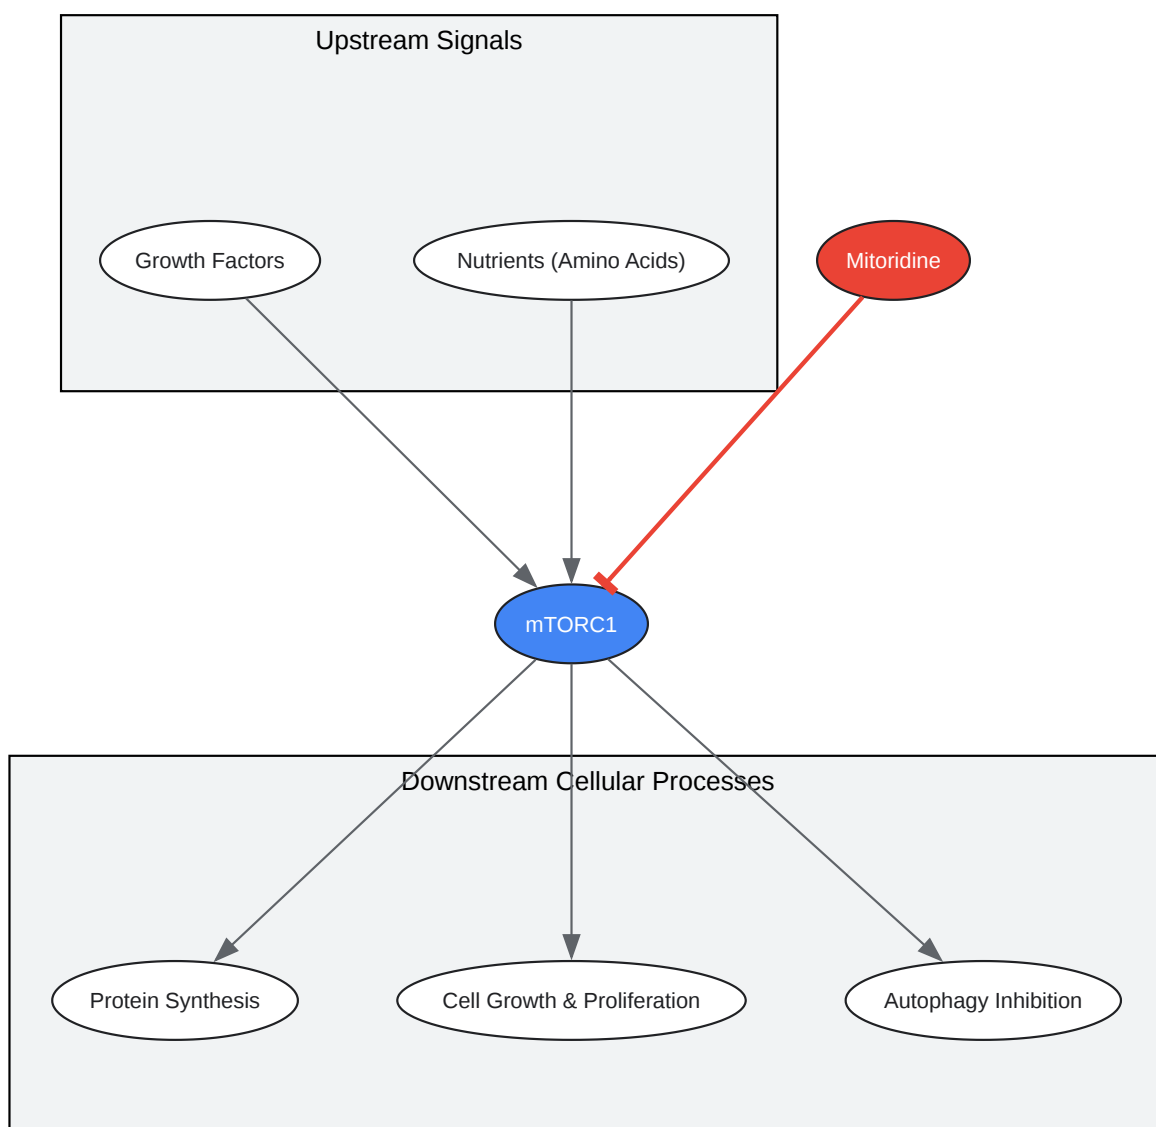 Upstream Signals
Growth Factors
Nutrients (Amino Acids)
Mitoridine
mTORC1
Downstream Cellular Processes
Protein Synthesis
Cell Growth & Proliferation
Autophagy Inhibition